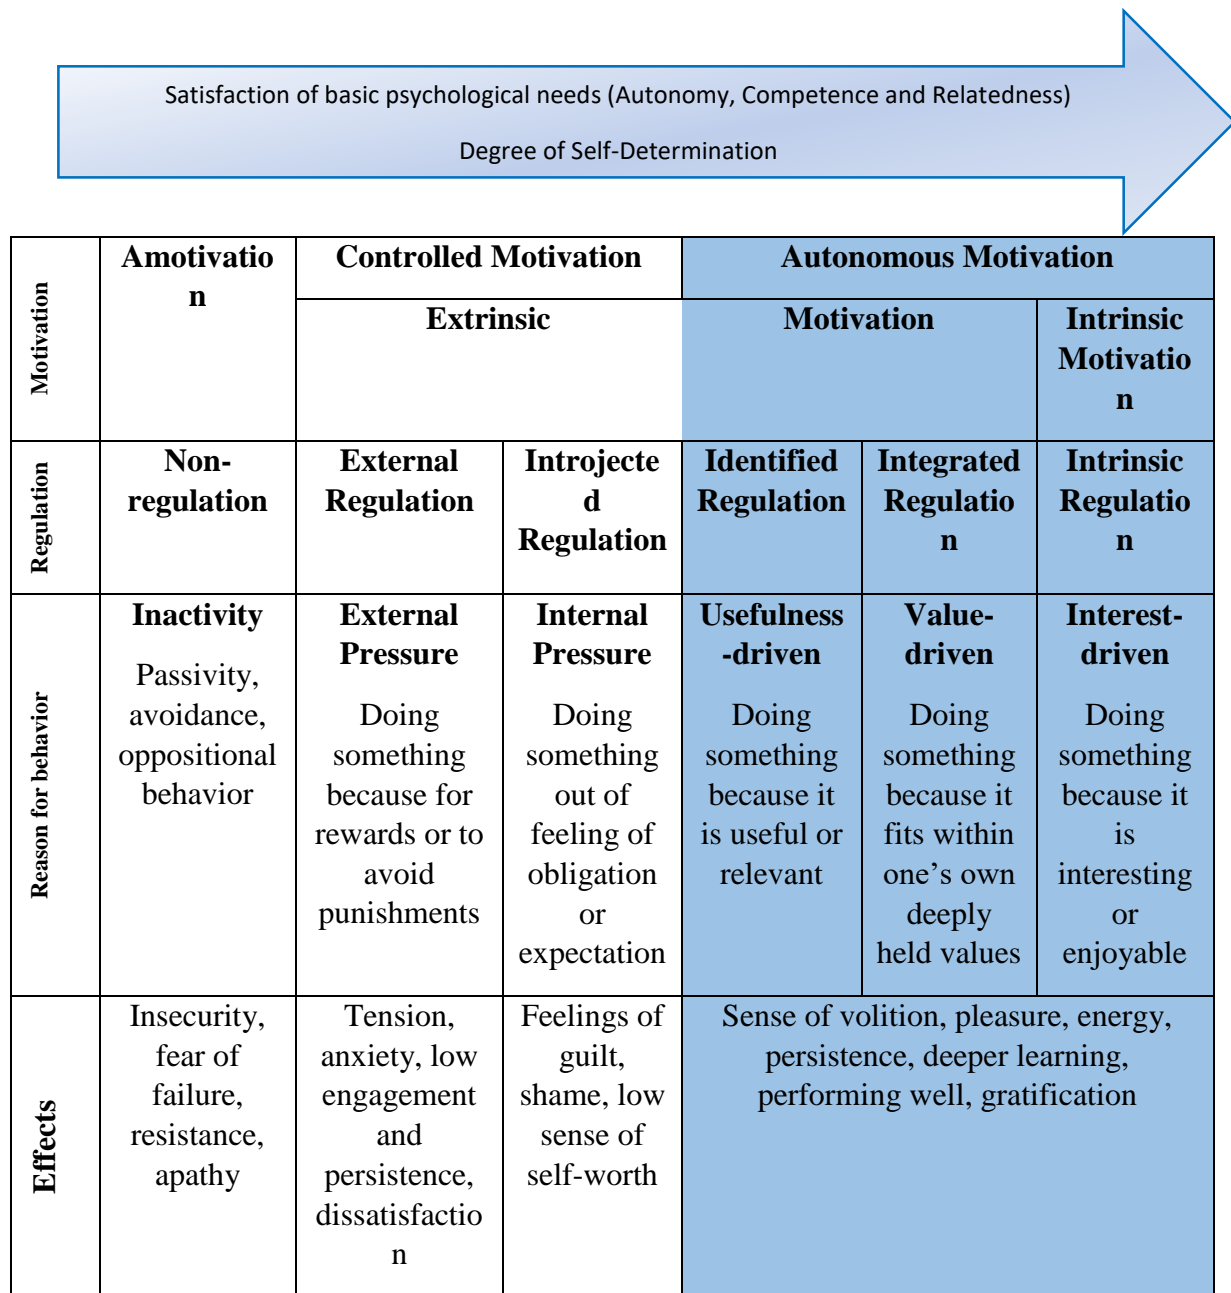 Satisfaction of basic psychological needs (Autonomy, Competence and Relatedness)
Degree of Self-Determination
Motivation
Amotivatio
n
Controlled Motivation
Autonomous Motivation
Extrinsic
Motivation
Intrinsic
Motivatio
n
Regulation
Non-
regulation
External
Regulation
Introjecte
d
Regulation
Identified
Regulation
Integrated
Regulatio
n
Intrinsic
Regulatio
n
Reason for behavior
Inactivity
Passivity,
avoidance,
oppositional
behavior
External
Pressure
Doing
something
because for
rewards or to
avoid
punishments
Internal
Pressure
Doing
something
out of
feeling of
obligation
or
expectation
Usefulness
-driven
Doing
something
because it
is useful or
relevant
Value-
driven
Doing
something
because it
fits within
one’s own
deeply
held values
Interest-
driven
Doing
something
because it
is
interesting
or
enjoyable
Effects
Insecurity,
fear of
failure,
resistance,
apathy
Tension,
anxiety, low
engagement
and
persistence,
dissatisfactio
n
Feelings of
guilt,
shame, low
sense of
self-worth
Sense of volition, pleasure, energy,
persistence, deeper learning,
performing well, gratification